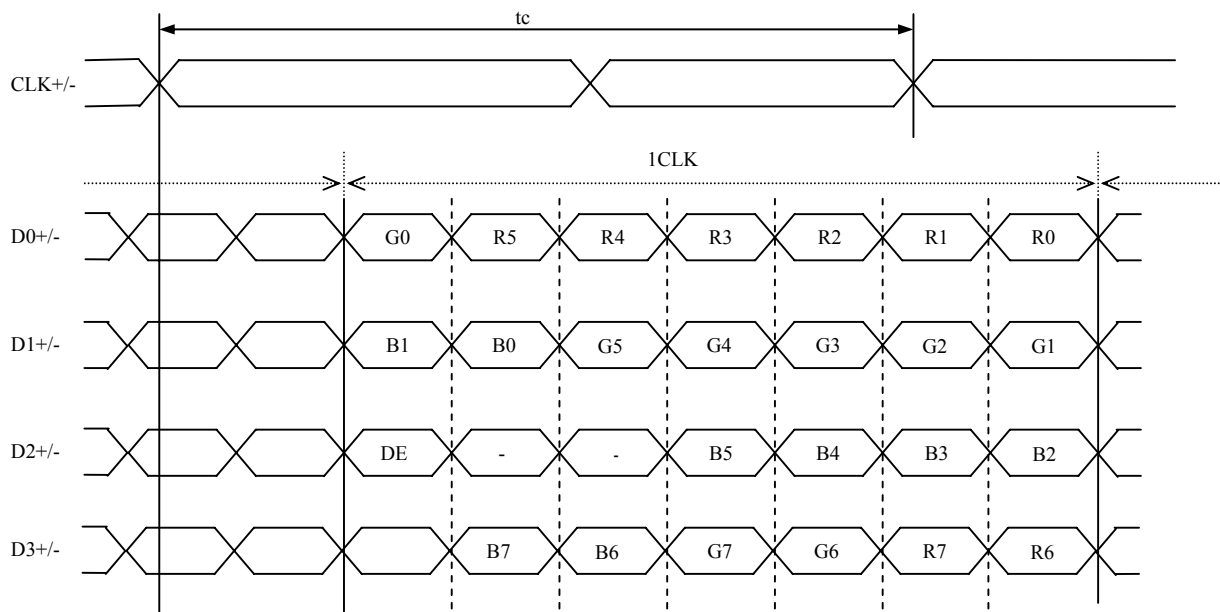 tc
CLK+/-
1CLK
D0+/- G0 R5 R4 R3 R2 R1 R0
D1+/- B1 B0 G5 G4 G3 G2 G1
D2+/- DE - - B5 B4 B3 B2
D3+/- B7 B6 G7 G6 R7 R6